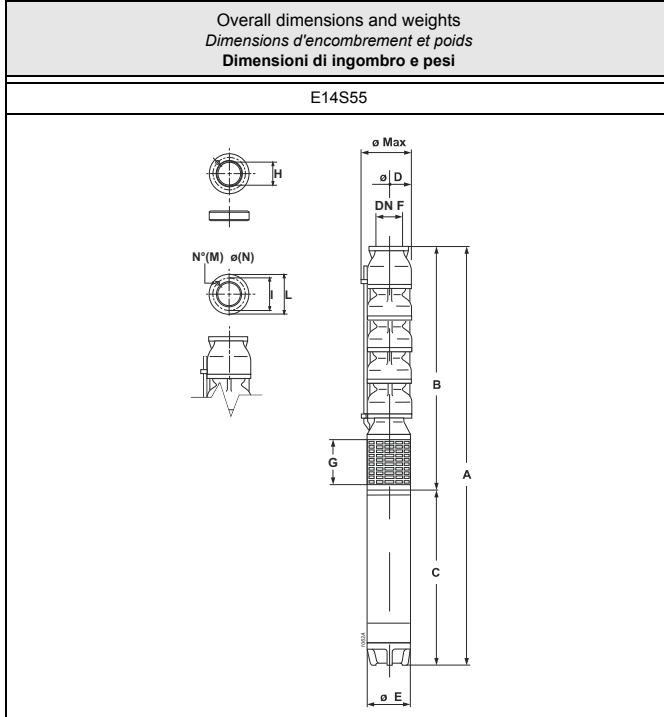 Overall dimensions and weights
Dimensions d'encombrement et poids
Dimensioni di ingombro e pesi
E14S55
ø Max
ø D
DN F
H
N°(M) ø(N)
I
L
B
G
A
C
ø E